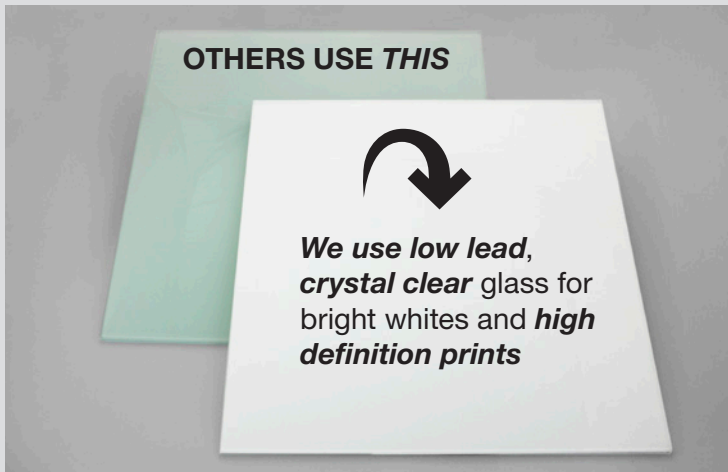 OTHERS USE THIS
We use low lead,
crystal clear glass for
bright whites and high
definition prints